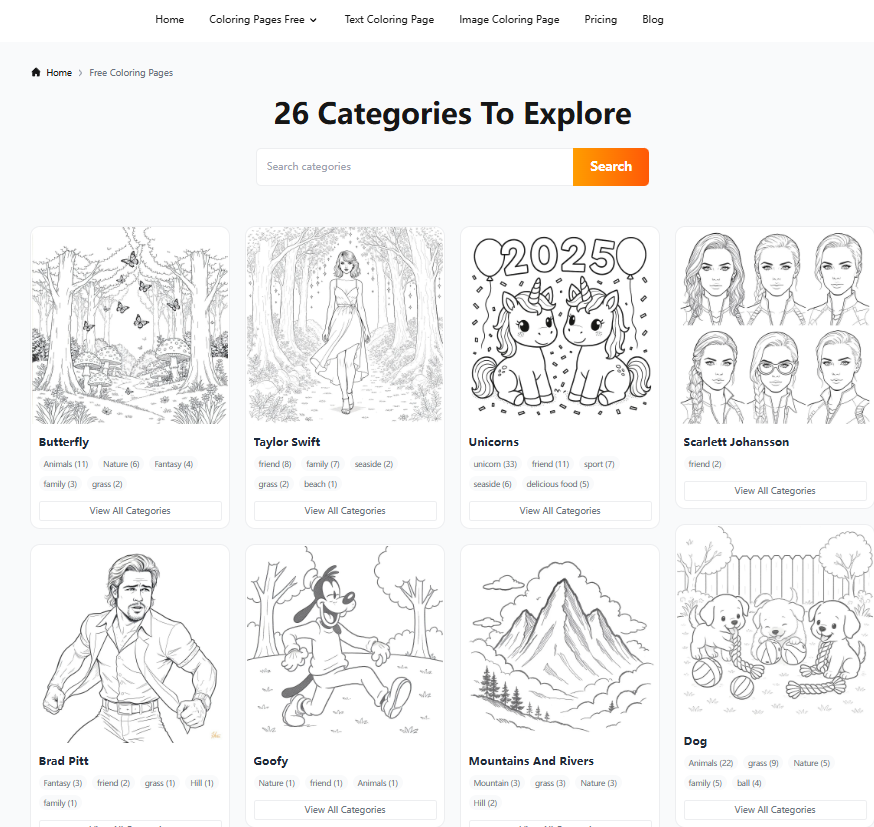 Home Coloring Pages Free Text Coloring Page Image Coloring Page Pricing Blog
Home > Free Coloring Pages
26 Categories To Explore
Search categories Search
2025
Butterfly
Animals (11) Nature (6) Fantasy (4)
family (3) grass (2)
View All Categories
Taylor Swift
friend (8) family (7) seaside (2)
grass (2) beach (1)
View All Categories
Unicorns
unicorn (33) friend (11) sport (7)
seaside (6) delicious food (5)
View All Categories
Scarlett Johansson
friend (2)
View All Categories
Brad Pitt
Fantasy (3) friend (2) grass (1) Hill (1)
family (1)
Goofy
Nature (1) friend (1) Animals (1)
View All Categories
Mountains And Rivers
Mountain (3) grass (3) Nature (3)
Hill (2)
Dog
Animals (22) grass (9) Nature (5)
family (5) ball (4)
View All Categories